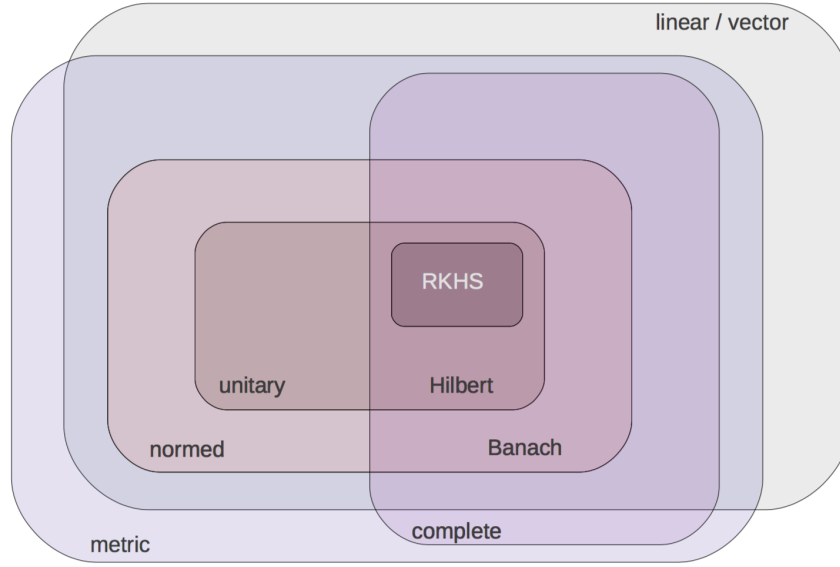 linear / vector
RKHS
unitary
Hilbert
normed
Banach
complete
metric